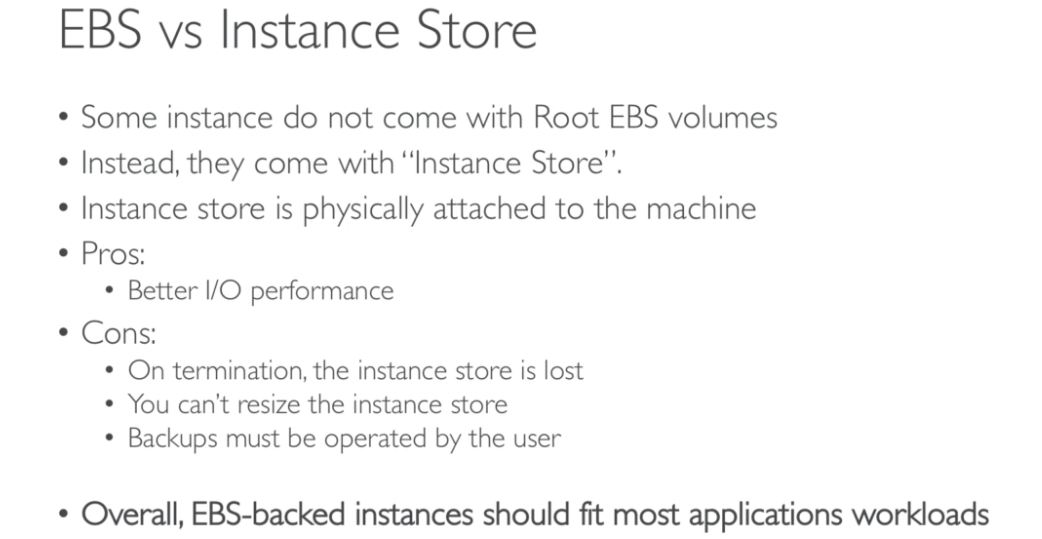 EBS vs Instance Store
• Some instance do not come with Root EBS volumes
• Instead, they come with “Instance Store”.
• Instance store is physically attached to the machine
• Pros:
• Better I/O performance
• Cons:
• On termination, the instance store is lost
• You can’t resize the instance store
• Backups must be operated by the user
• Overall, EBS-backed instances should fit most applications workloads